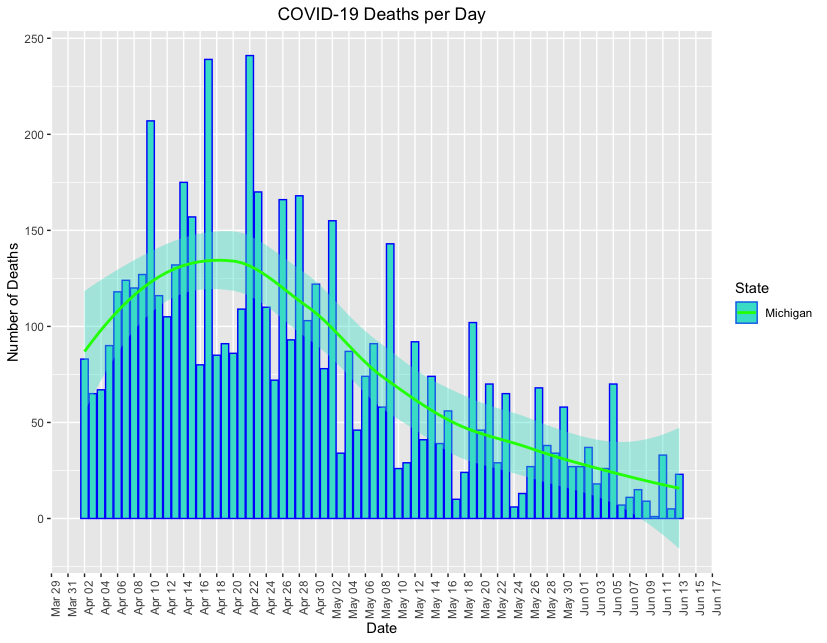 COVID-19 Deaths per Day
Number of Deaths
250
200
150
100
50
0
Mar 29
Mar 31
Apr 02
Apr 04
Apr 06
Apr 08
Apr 10
Apr 12
Apr 14
Apr 16
Apr 18
Apr 20
Apr 22
Apr 24
Apr 26
Apr 28
Apr 30
May 02
May 04
May 06
May 08
May 10
May 12
May 14
May 16
May 18
May 20
May 22
May 24
May 26
May 28
May 30
Jun 01
Jun 03
Jun 05
Jun 07
Jun 09
Jun 11
Jun 13
Jun 15
Jun 17
Date
State
Michigan